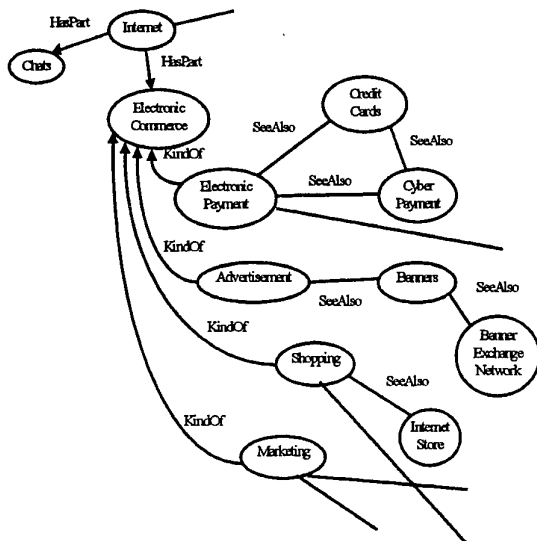 HasPart
Internet
Chats
HasPart
Electronic
Commerce
Credit
Cards
SeeAlso
SeeAlso
KindOf
Electronic
Payment
SeeAlso
Cyber
Payment
KindOf
Advertisement
SeeAlso
Banners
SeeAlso
KindOf
Shopping
Banner
Exchange
Network
SeeAlso
Internet
Store
KindOf
Marketing